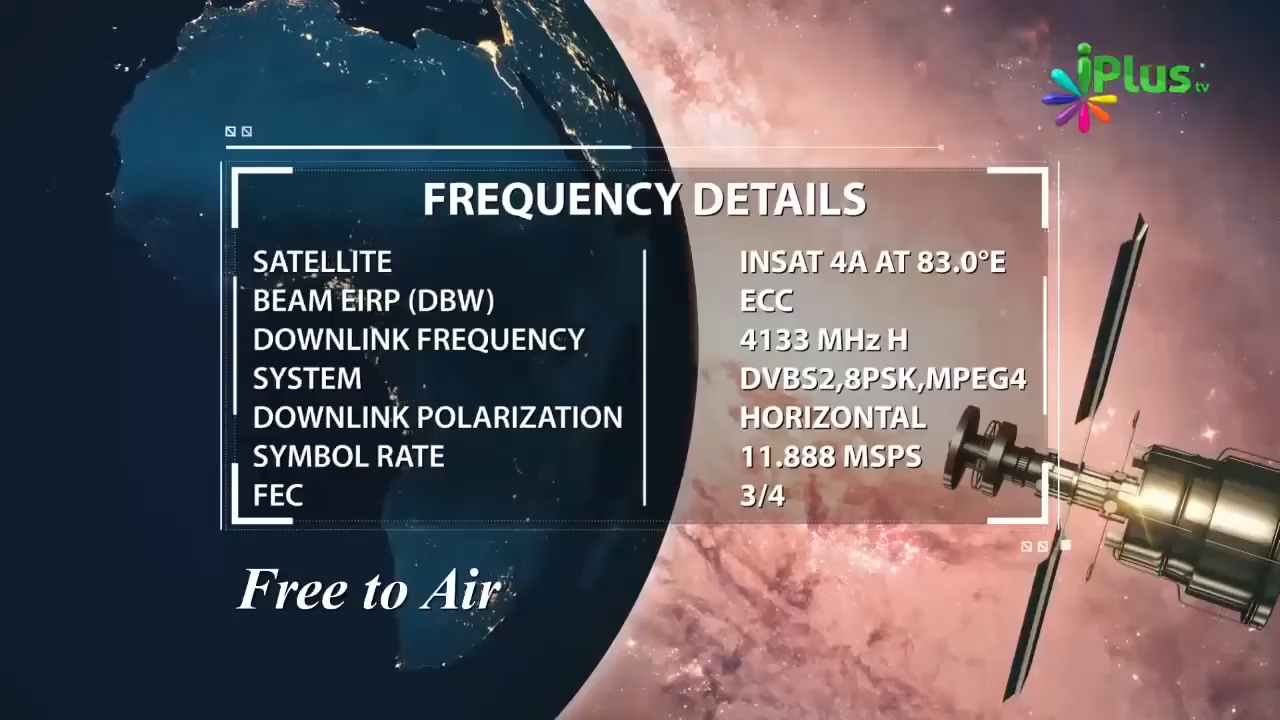 iPlus tv
FREQUENCY DETAILS
SATELLITE INSAT 4A AT 83.0°E
BEAM EIRP (DBW) ECC
DOWNLINK FREQUENCY 4133 MHz H
SYSTEM DVBS2,8PSK,MPEG4
DOWNLINK POLARIZATION HORIZONTAL
SYMBOL RATE 11.888 MSPS
FEC 3/4
Free to Air